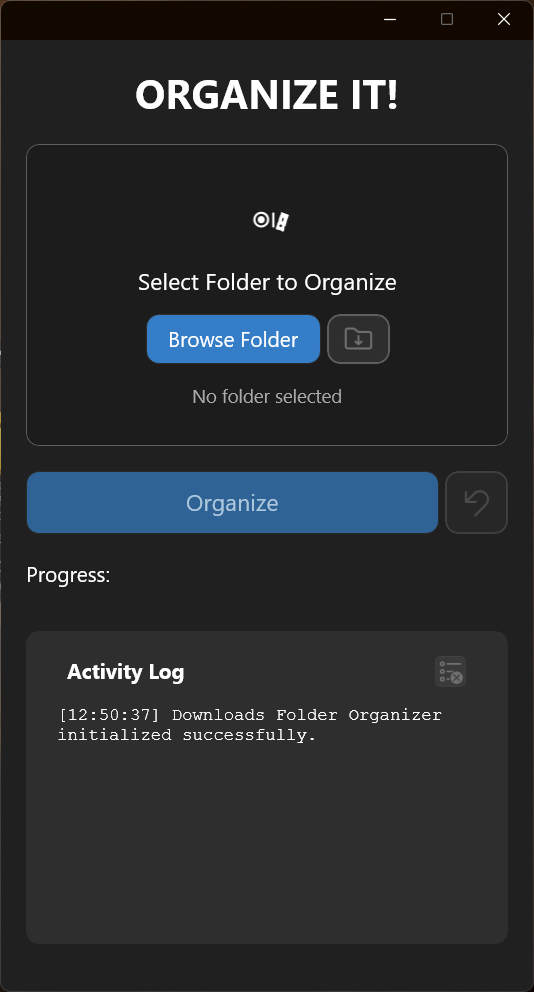 ORGANIZE IT!
Select Folder to Organize
Browse Folder
No folder selected
Organize
Progress:
Activity Log
[12:50:37] Downloads Folder Organizer
initialized successfully.